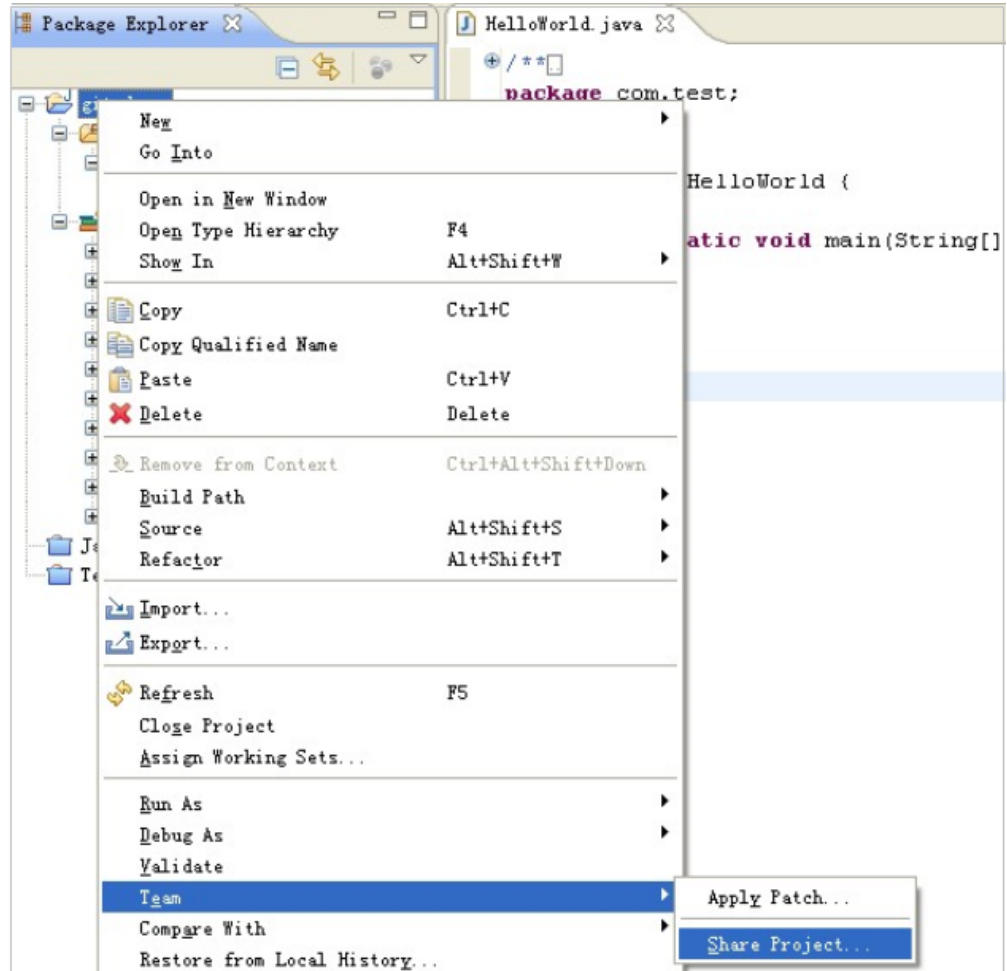 Package Explorer
HelloWorld.java
/**
package com.test;
HelloWorld {
atic void main(String[]
New
Go Into
Open in New Window
Open Type Hierarchy F4
Show In Alt+Shift+W
Copy Ctrl+C
Copy Qualified Name
Paste Ctrl+V
Delete Delete
Remove from Context Ctrl+Alt+Shift+Down
Build Path
Source Alt+Shift+S
Refactor Alt+Shift+T
Import...
Export...
Refresh F5
Close Project
Assign Working Sets...
Run As
Debug As
Validate
Team
Compare With
Restore from Local History...
Apply Patch...
Share Project...